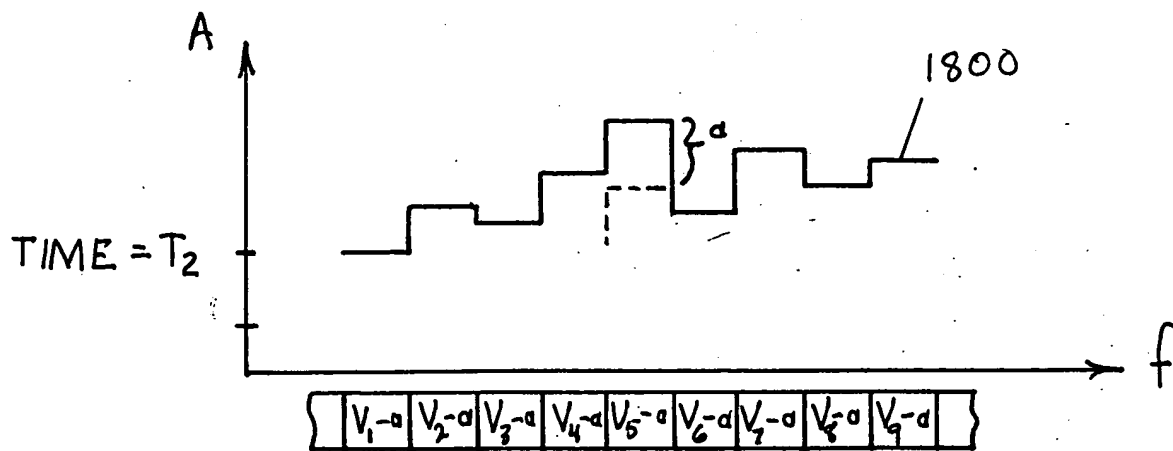 A
1800
a
TIME = T₂
f
V₁-a V₂-a V₃-a V₄-a V₅-a V₆-a V₇-a V₈-a V₉-a